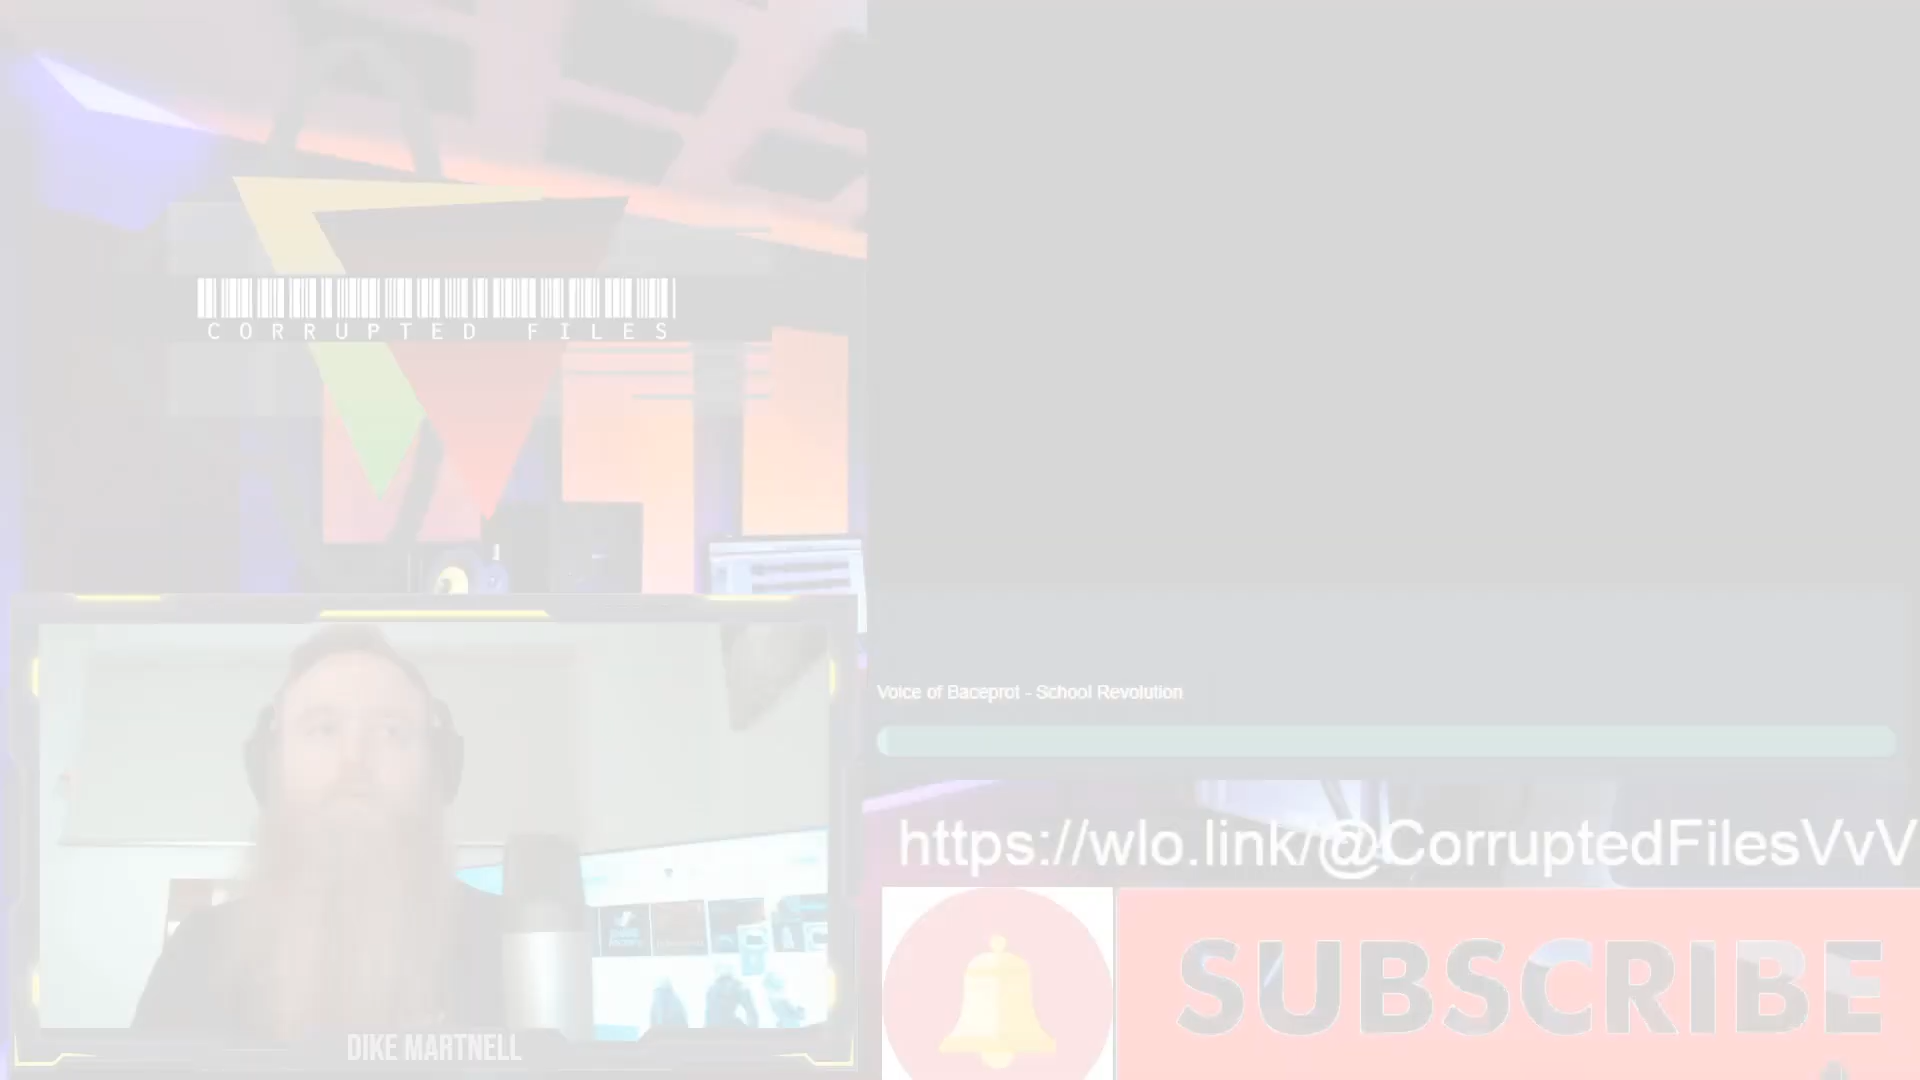 CORRUPTED FILES
Voice of Baceprot - School Revolution
https://wlo.link/@CorruptedFilesVvV
SUBSCRIBE
DIKE MARTNELL